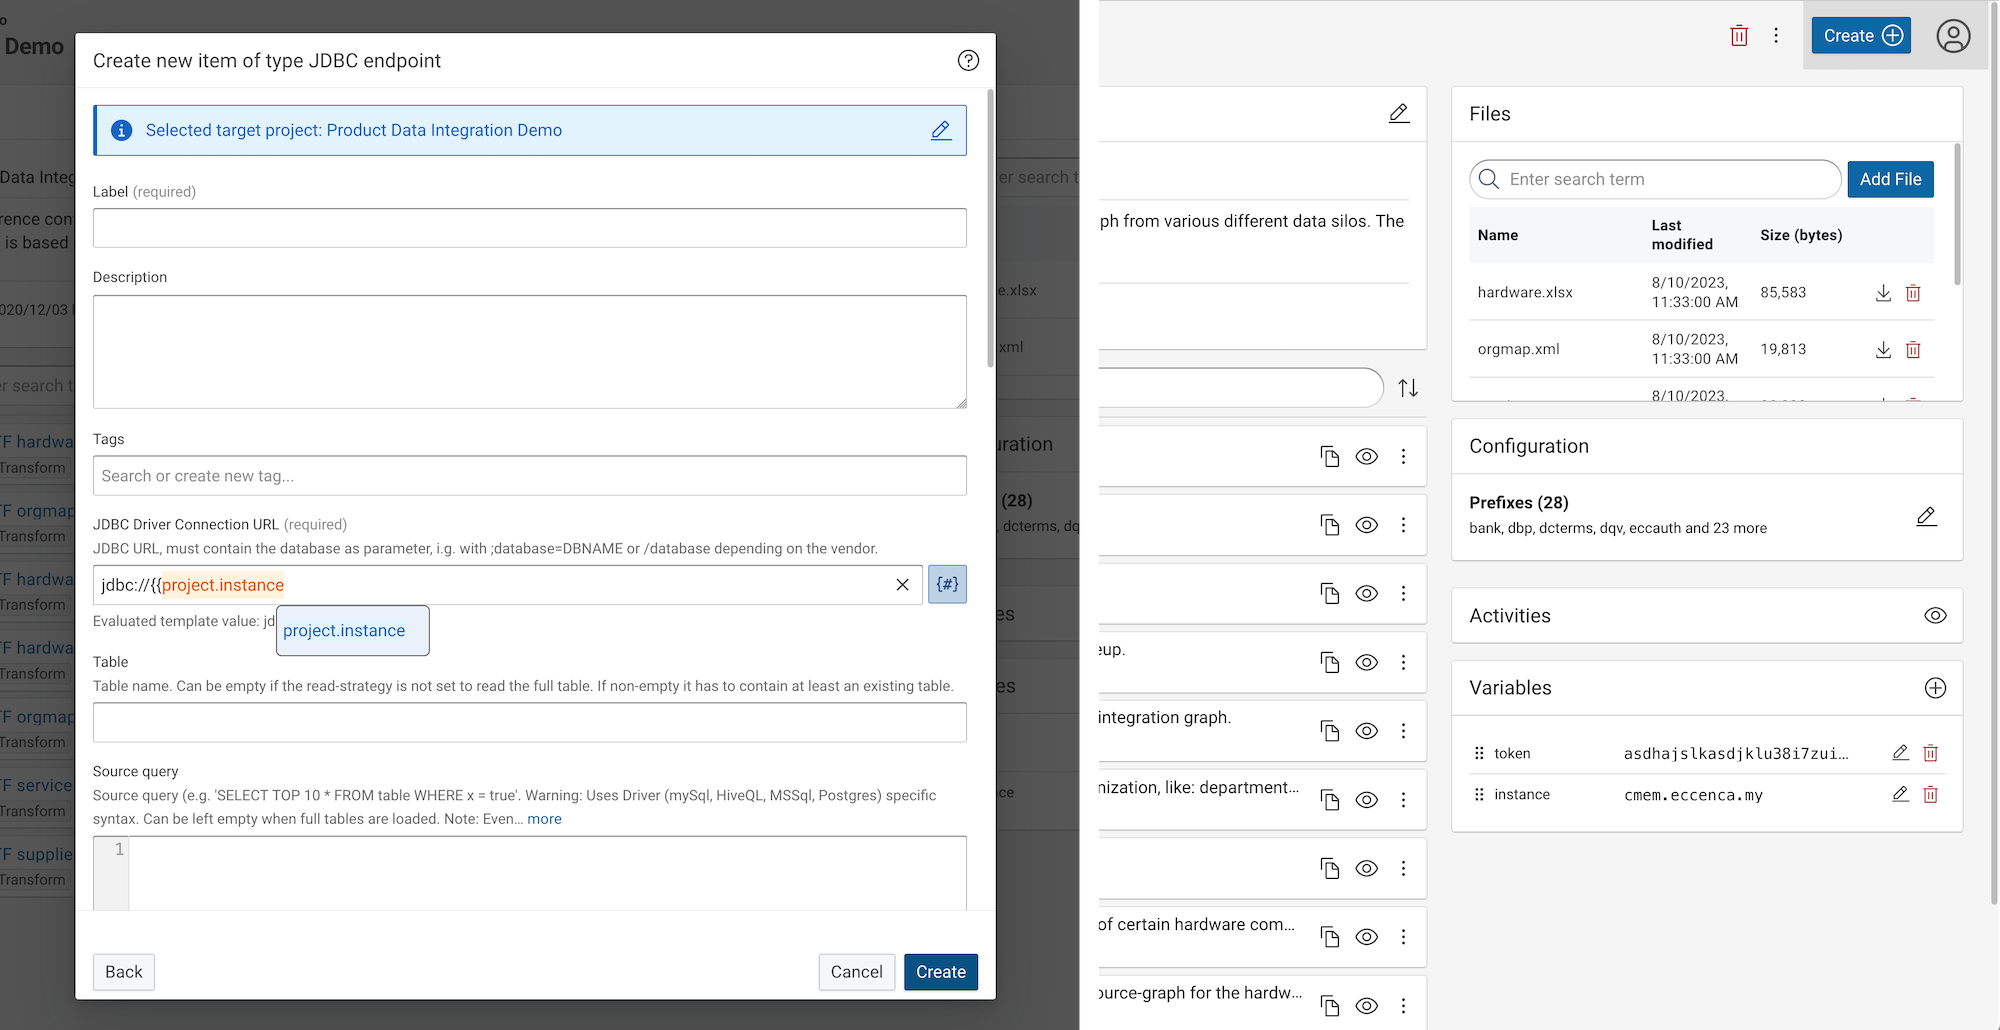 o
Demo
Data Integ
rence con
is based
020/12/03
er search t
TF hardwa
Transform
TF orgmap
Transform
TF hardwa
Transform
TF hardwa
Transform
TF orgmap
Transform
TF service
Transform
TF supplie
Transform
Create new item of type JDBC endpoint
Selected target project: Product Data Integration Demo
Label (required)
Description
Tags
Search or create new tag...
JDBC Driver Connection URL (required)
JDBC URL, must contain the database as parameter, i.g. with ;database=DBNAME or /database depending on the vendor.
jdbc://{{project.instance
{#}
Evaluated template value: jd
project.instance
Table
Table name. Can be empty if the read-strategy is not set to read the full table. If non-empty it has to contain at least an existing table.
Source query
Source query (e.g. 'SELECT TOP 10 * FROM table WHERE x = true'. Warning: Uses Driver (mySql, HiveQL, MSSql, Postgres) specific
syntax. Can be left empty when full tables are loaded. Note: Even... more
1
Back
Cancel
Create
er search t
e.xlsx
xml
uration
(28)
, dcterms, dq
es
es
ce
ph from various different data silos. The
eup.
integration graph.
nization, like: department...
of certain hardware com...
ource-graph for the hardw...
Create
Files
Enter search term
Add File
Name
Last modified
Size (bytes)
hardware.xlsx
8/10/2023,
11:33:00 AM
85,583
orgmap.xml
8/10/2023,
11:33:00 AM
19,813
8/10/2023,
Configuration
Prefixes (28)
bank, dbp, dcterms, dqv, eccauth and 23 more
Activities
Variables
token
asdhajslkasdjklu38i7zui...
instance
cmem.eccenca.my